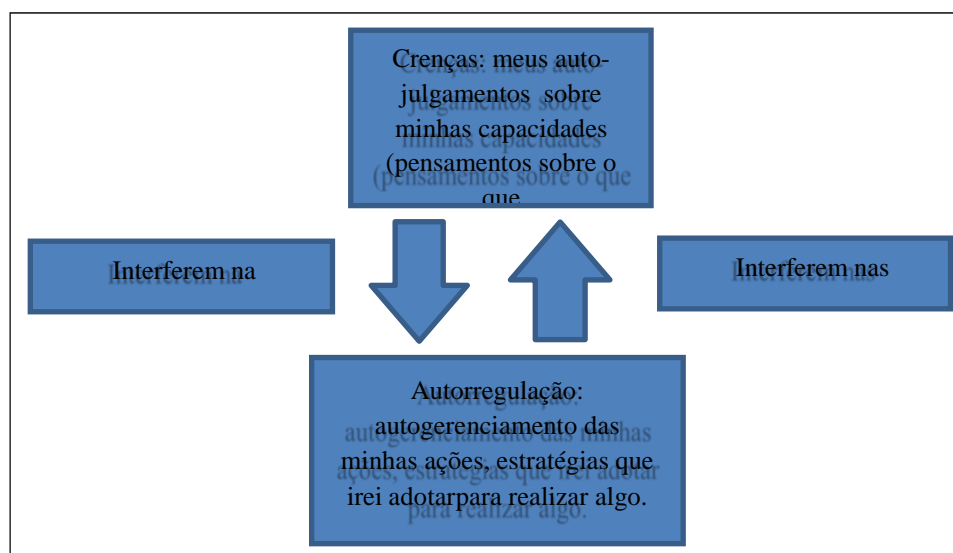 Crenças: meus auto-
julgamentos sobre
minhas capacidades
(pensamentos sobre o
que
Interferem na
Interferem nas
Autorregulação:
autogerenciamento das
minhas ações, estratégias que
irei adotarpara realizar algo.